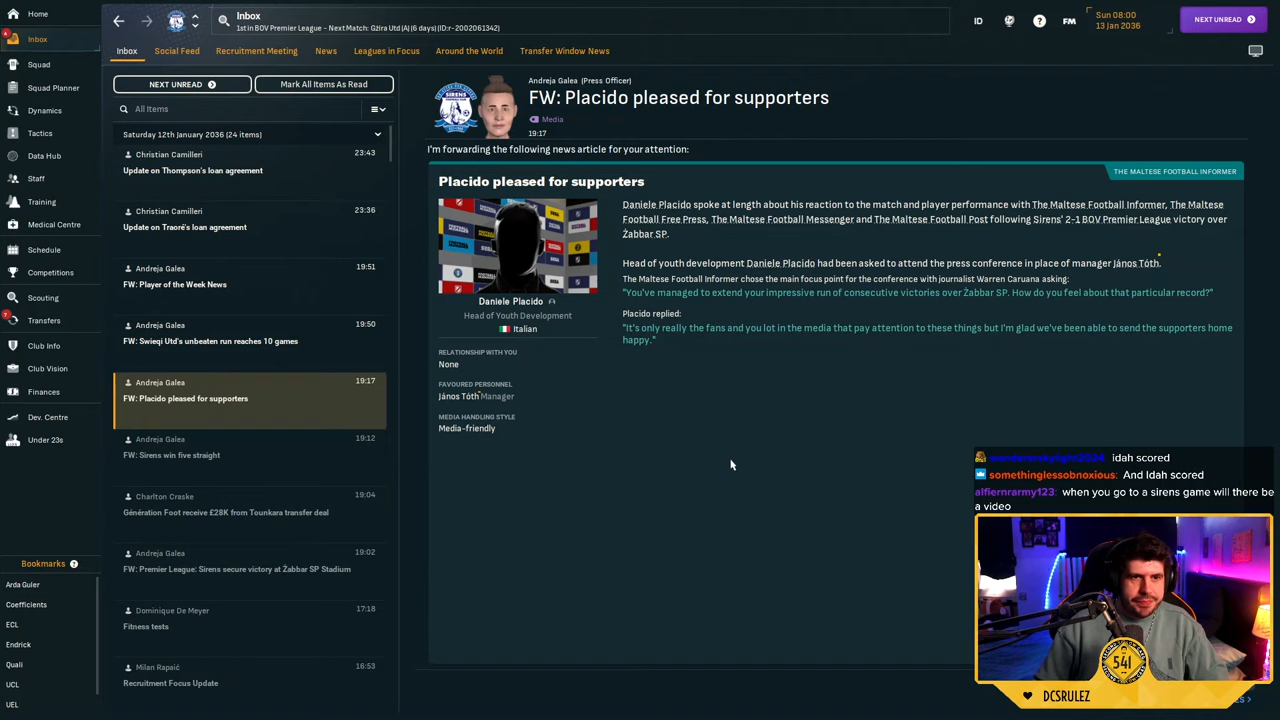 Home
Inbox
Squad
Squad Planner
Dynamics
Tactics
Data Hub
Staff
Training
Medical Centre
Schedule
Competitions
Scouting
Transfers
Club Info
Club Vision
Finances
Dev. Centre
Under 23s
Bookmarks
Arda Guler
Coefficients
ECL
Endrick
Quali
UCL
UEL
Inbox
1st in BOV Premier League - Next Match: Gżira Utd (A) (6 days) (ID:r-2002061342)
ID
FM
Sun 08:00
13 Jan 2036
NEXT UNREAD
Inbox
Social Feed
Recruitment Meeting
News
Leagues in Focus
Around the World
Transfer Window News
NEXT UNREAD
Mark All Items As Read
All Items
Saturday 12th January 2036 (24 items)
Christian Camilleri 23:43
Update on Thompson's loan agreement
Christian Camilleri 23:36
Update on Traoré's loan agreement
Andreja Galea 19:51
FW: Player of the Week News
Andreja Galea 19:50
FW: Swieqi Utd's unbeaten run reaches 10 games
Andreja Galea 19:17
FW: Placido pleased for supporters
Andreja Galea 19:12
FW: Sirens win five straight
Charlton Craske 19:04
Génération Foot receive £28K from Tounkara transfer deal
Andreja Galea 19:02
FW: Premier League: Sirens secure victory at Żabbar SP Stadium
Dominique De Meyer 17:18
Fitness tests
Milan Rapaić 16:53
Recruitment Focus Update
SIRENS
Andreja Galea (Press Officer)
FW: Placido pleased for supporters
Media
19:17
I'm forwarding the following news article for your attention:
THE MALTESE FOOTBALL INFORMER
Placido pleased for supporters
Daniele Placido
Head of Youth Development
Italian
RELATIONSHIP WITH YOU
None
FAVOURED PERSONNEL
János Tóth Manager
MEDIA HANDLING STYLE
Media-friendly
Daniele Placido spoke at length about his reaction to the match and player performance with The Maltese Football Informer, The Maltese
Football Free Press, The Maltese Football Messenger and The Maltese Football Post following Sirens' 2-1 BOV Premier League victory over
Żabbar SP.
Head of youth development Daniele Placido had been asked to attend the press conference in place of manager János Tóth.
The Maltese Football Informer chose the main focus point for the conference with journalist Warren Caruana asking:
"You've managed to extend your impressive run of consecutive victories over Żabbar SP. How do you feel about that particular record?"
Placido replied:
"It's only really the fans and you lot in the media that pay attention to these things but I'm glad we've been able to send the supporters home
happy."
idah scored
somethinglessobnoxious: And Idah scored
alfiernrarmy123: when you go to a sirens game will there be
a video
541
DCSRULEZ